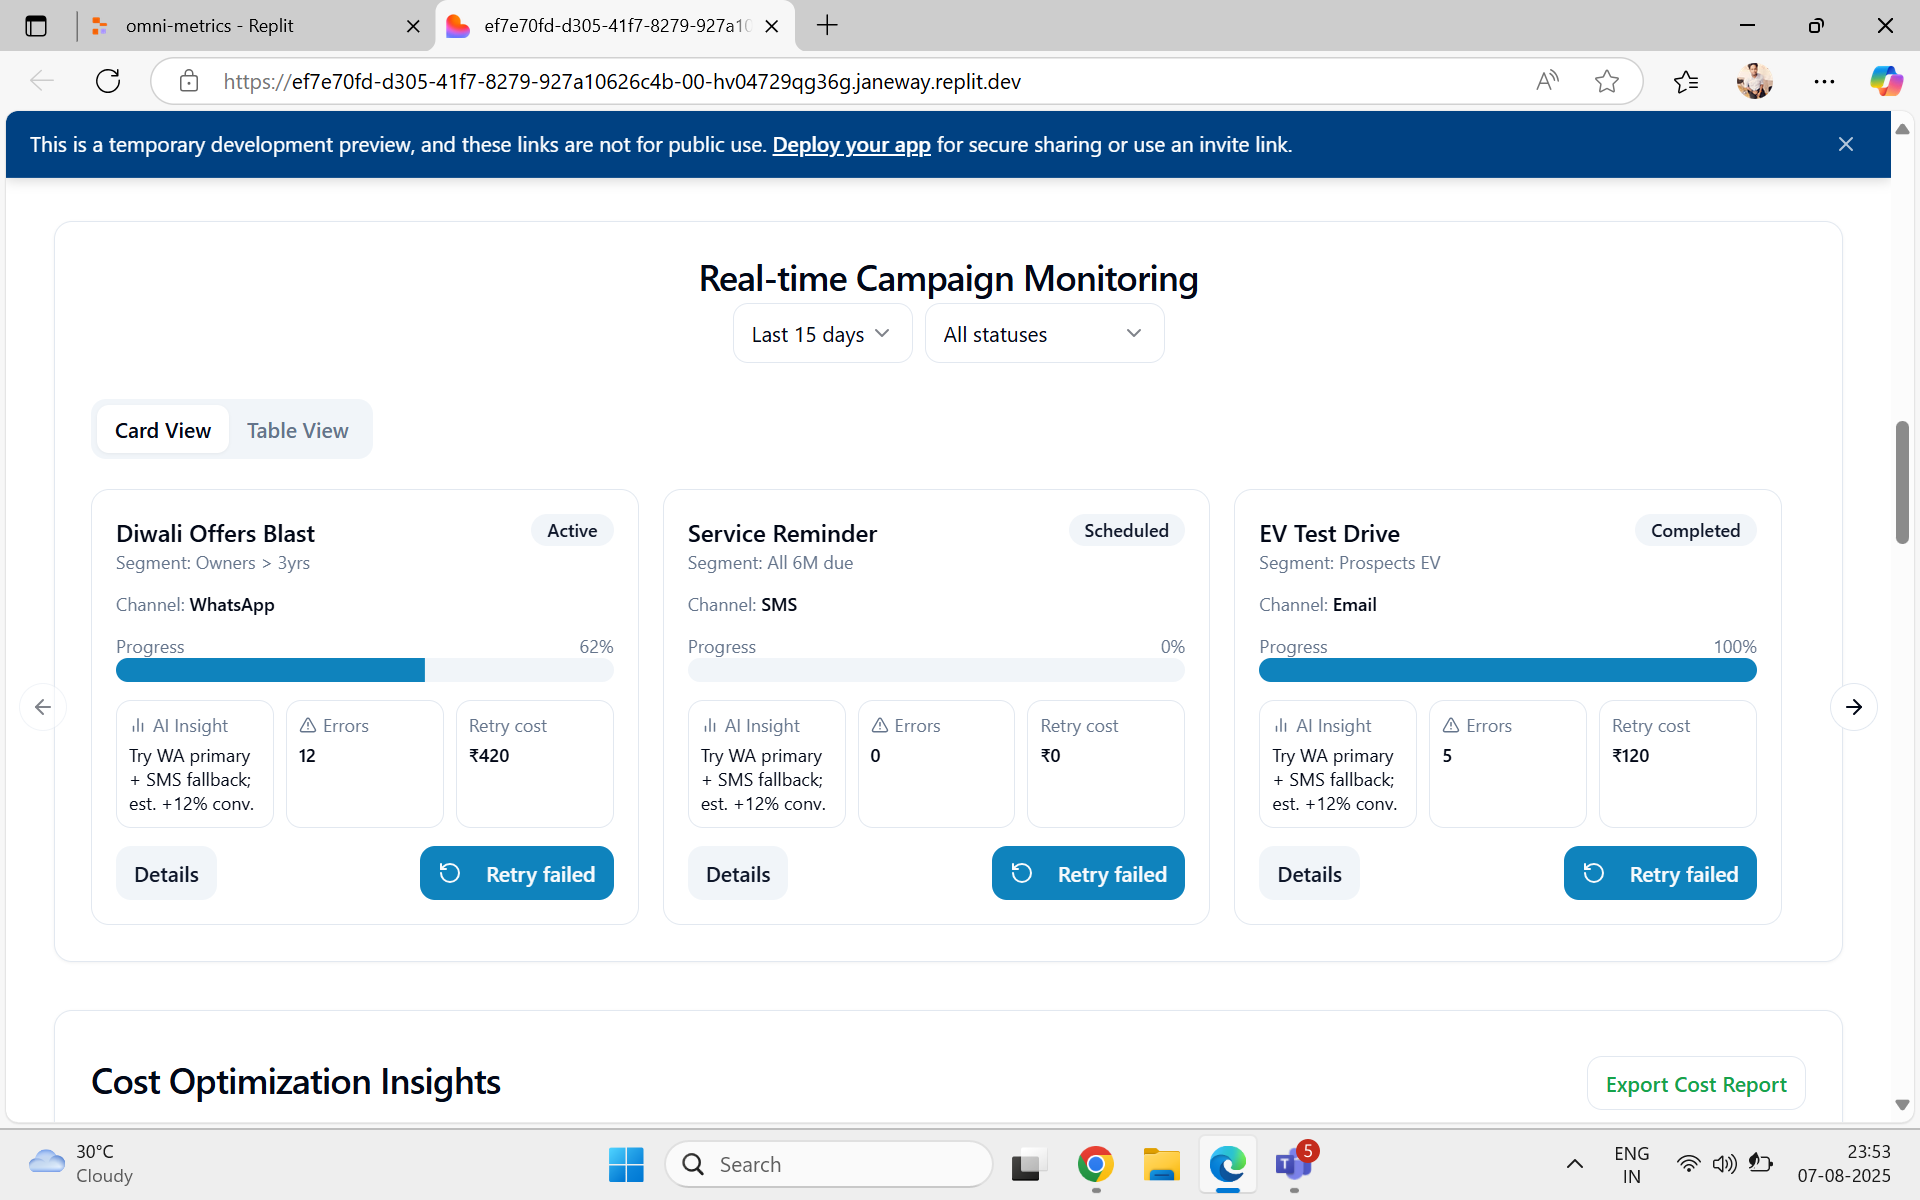 omni-metrics - Replit
ef7e70fd-d305-41f7-8279-927a10
https://ef7e70fd-d305-41f7-8279-927a10626c4b-00-hv04729qg36g.janeway.replit.dev
This is a temporary development preview, and these links are not for public use. Deploy your app for secure sharing or use an invite link.
Real-time Campaign Monitoring
Last 15 days
All statuses
Card View
Table View
Diwali Offers Blast
Active
Segment: Owners > 3yrs
Channel: WhatsApp
Progress
62%
AI Insight
Try WA primary
+ SMS fallback;
est. +12% conv.
Errors
12
Retry cost
₹420
Details
Retry failed
Service Reminder
Scheduled
Segment: All 6M due
Channel: SMS
Progress
0%
AI Insight
Try WA primary
+ SMS fallback;
est. +12% conv.
Errors
0
Retry cost
₹0
Details
Retry failed
EV Test Drive
Completed
Segment: Prospects EV
Channel: Email
Progress
100%
AI Insight
Try WA primary
+ SMS fallback;
est. +12% conv.
Errors
5
Retry cost
₹120
Details
Retry failed
Cost Optimization Insights
Export Cost Report
30°C
Cloudy
Search
5
ENG
IN
23:53
07-08-2025